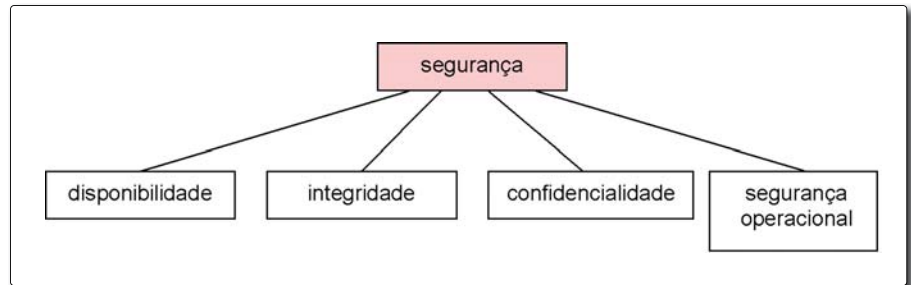 segurança
disponibilidade
integridade
confidencialidade
segurança
operacional